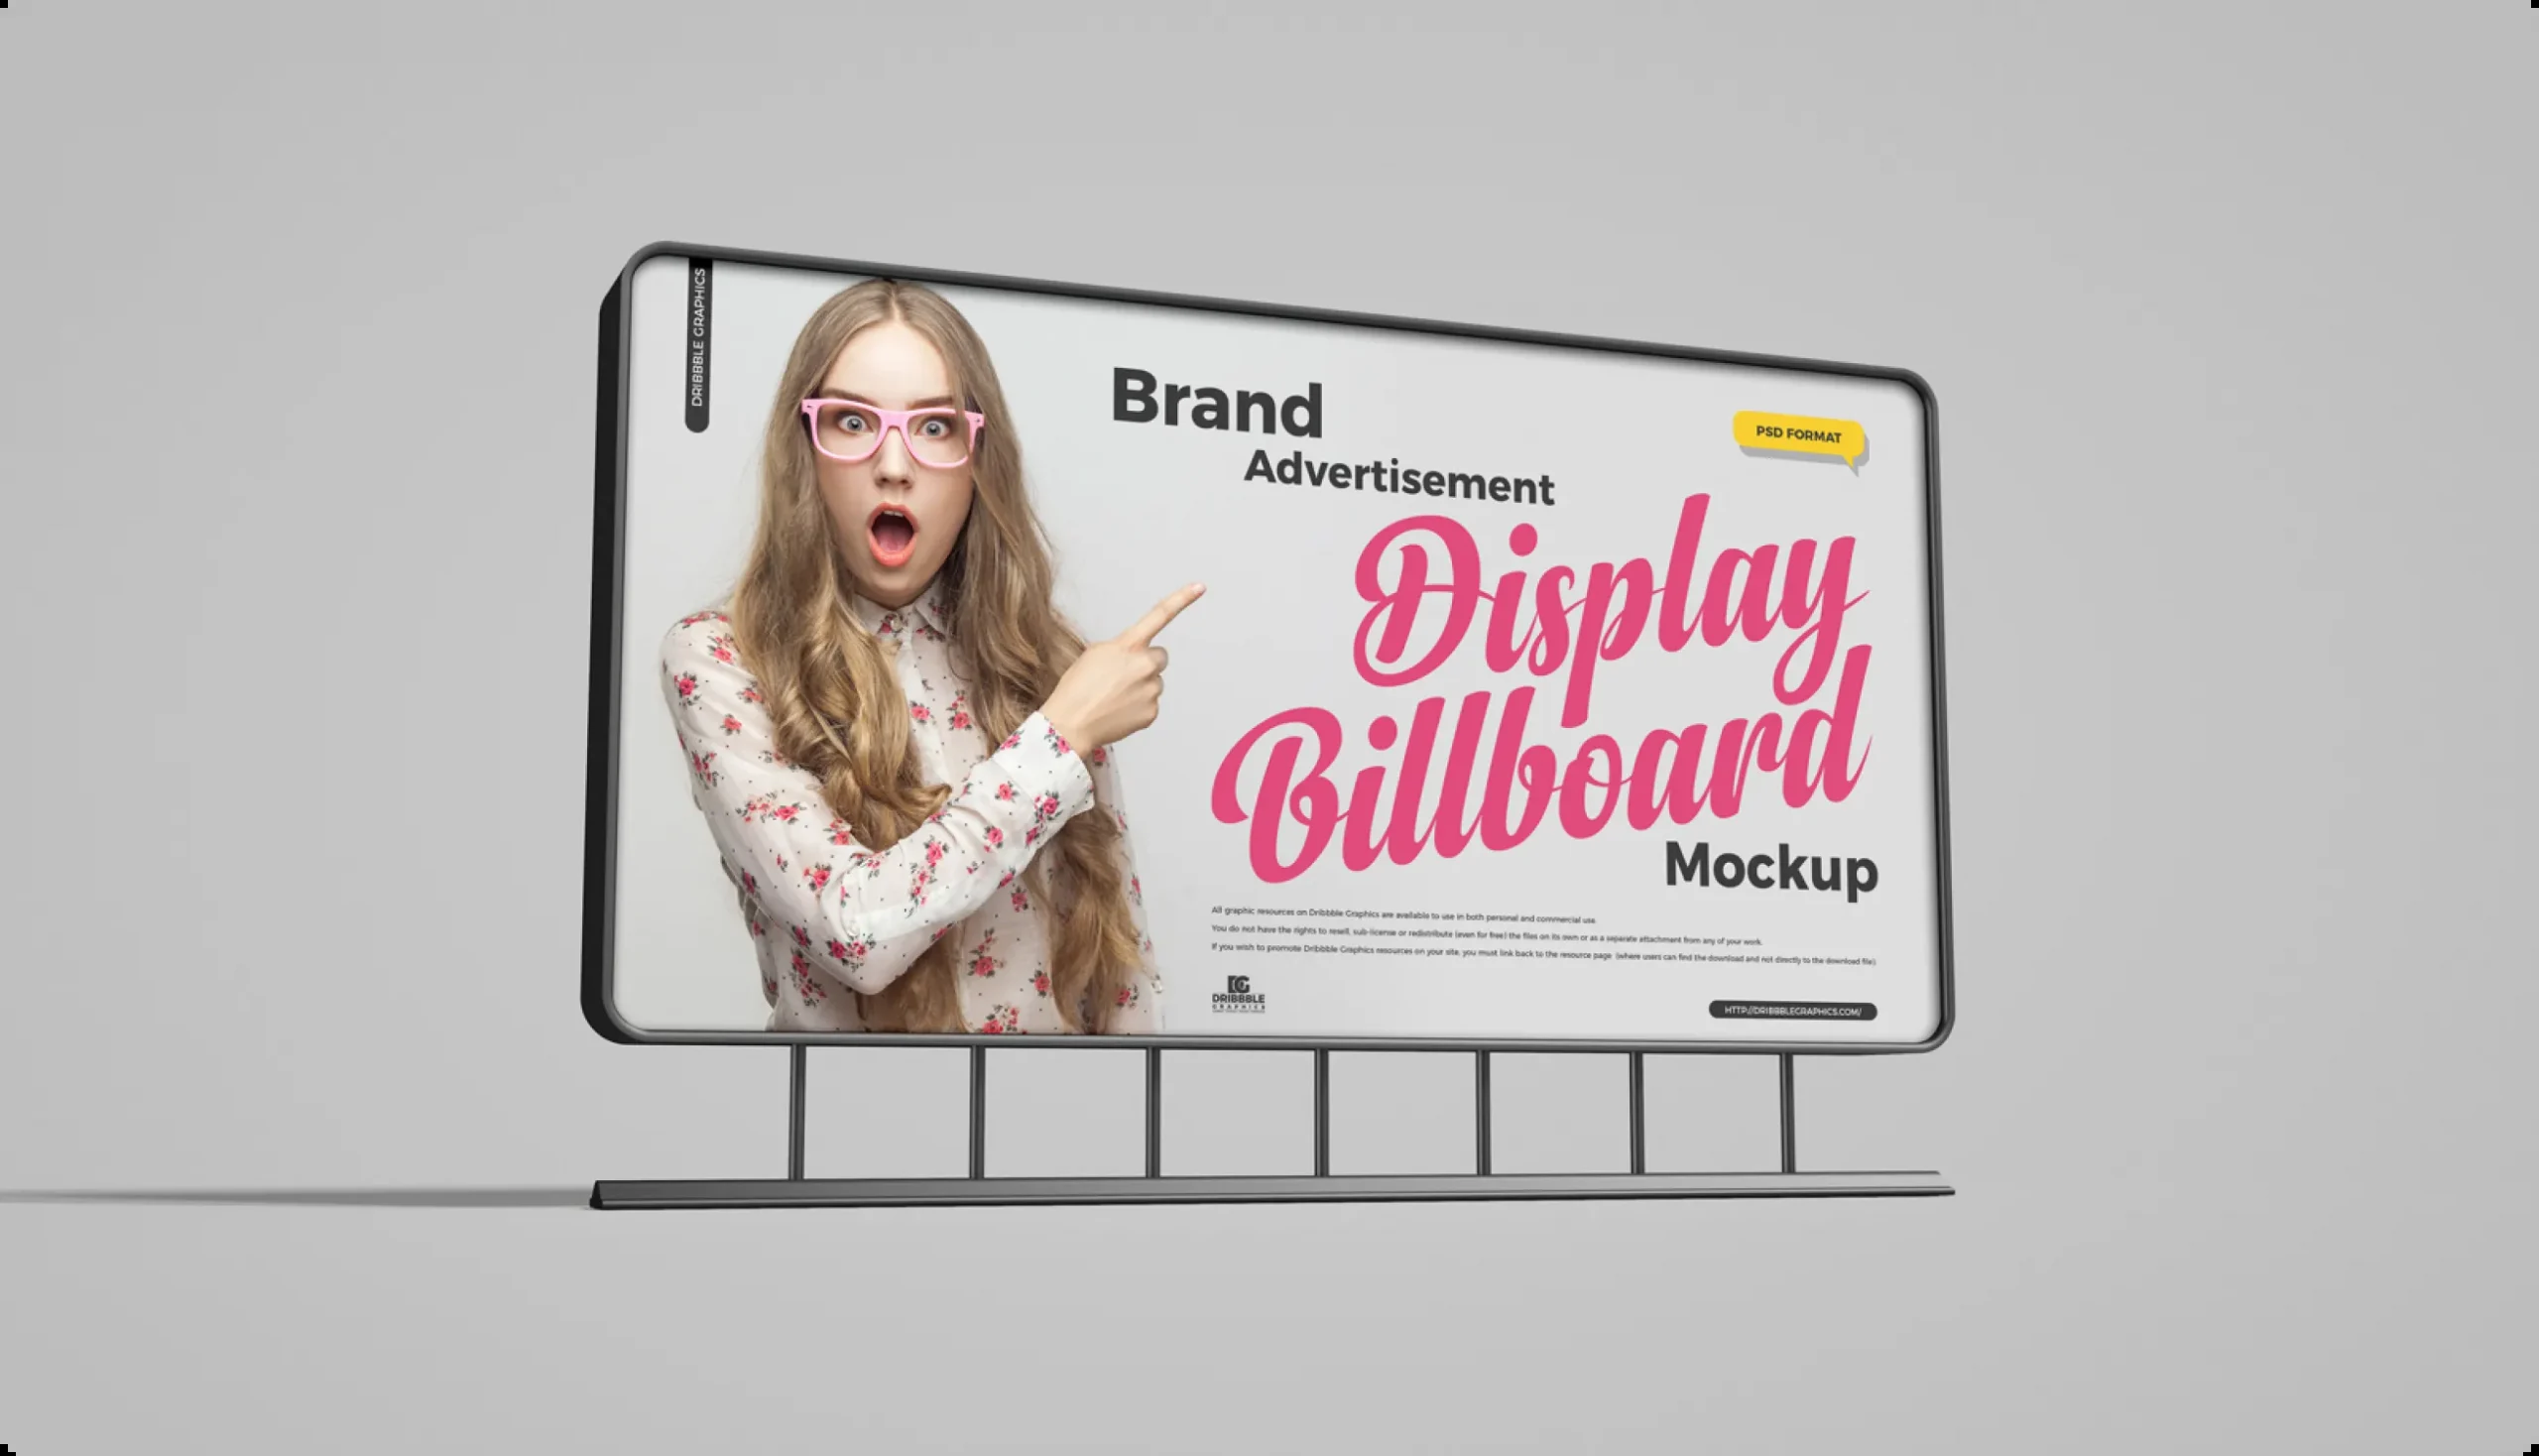 DRIBBBLE GRAPHICS
Brand
Advertisement
PSD FORMAT
Display
Billboard
Mockup
All graphic resources on Dribbble Graphics are available to use in both personal and commercial use.
You do not have the rights to resell, sub-license or redistribute (even for free) the files on its own or as a separate attachment from any of your work.
If you wish to promote Dribbble Graphics resources on your site, you must link back to the resource page (where users can find the download and not directly to the download file).
DG
DRIBBBLE
GRAPHICS
HTTP://DRIBBBLEGRAPHICS.COM/